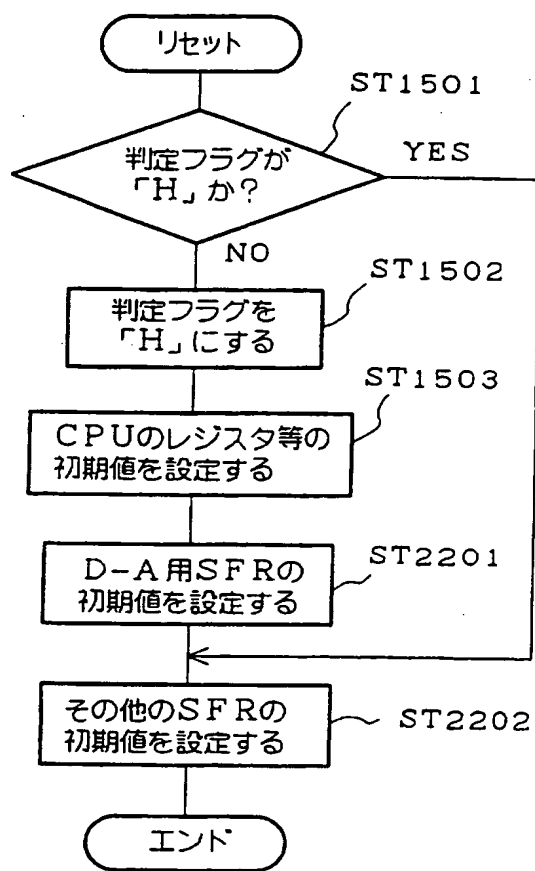 リセット
ST1501
判定フラグが
「H」か?
YES
NO
ST1502
判定フラグを
「H」にする
ST1503
CPUのレジスタ等の
初期値を設定する
ST2201
D-A用SFRの
初期値を設定する
その他のSFRの
初期値を設定する
ST2202
エンド